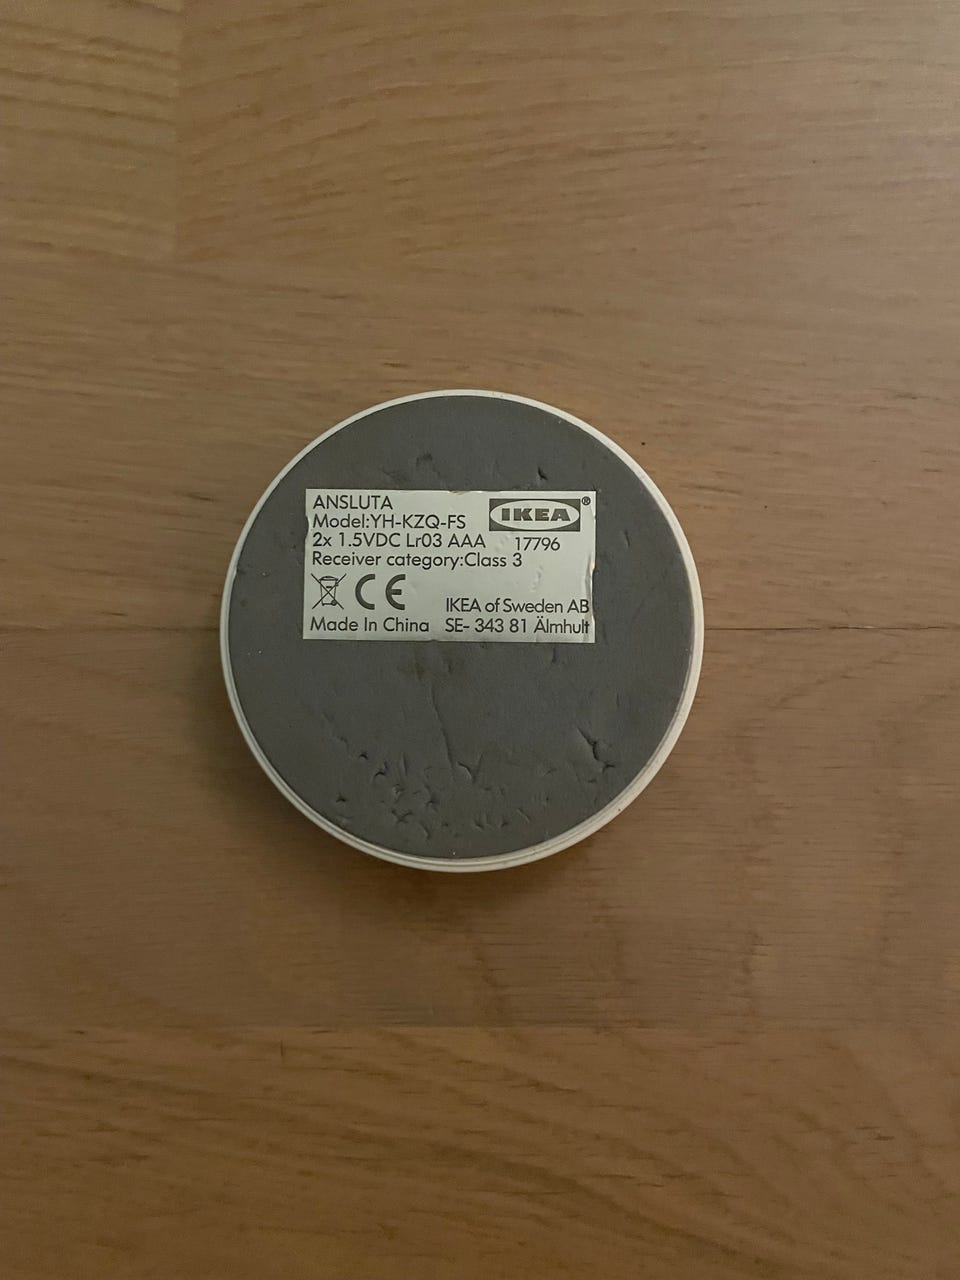 ANSLUTA
IKEA®
Model:YH-KZQ-FS
2x 1.5VDC Lr03 AAA 17796
Receiver category:Class 3
CE
IKEA of Sweden AB
Made In China SE- 343 81 Älmhult